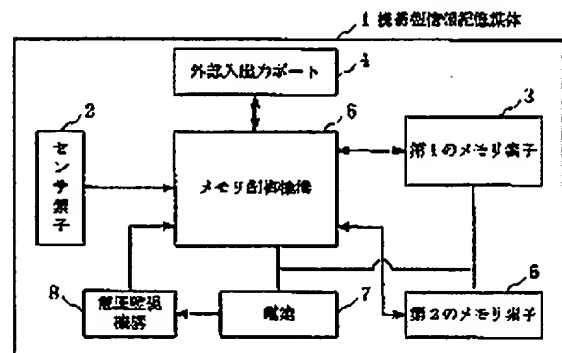 1 携帯型情報記憶媒体
外部入出力ポート
4
2
センサ素子
5
メモリ制御機構
3
第1のメモリ素子
8
電圧監視機構
電池
7
6
第2のメモリ素子